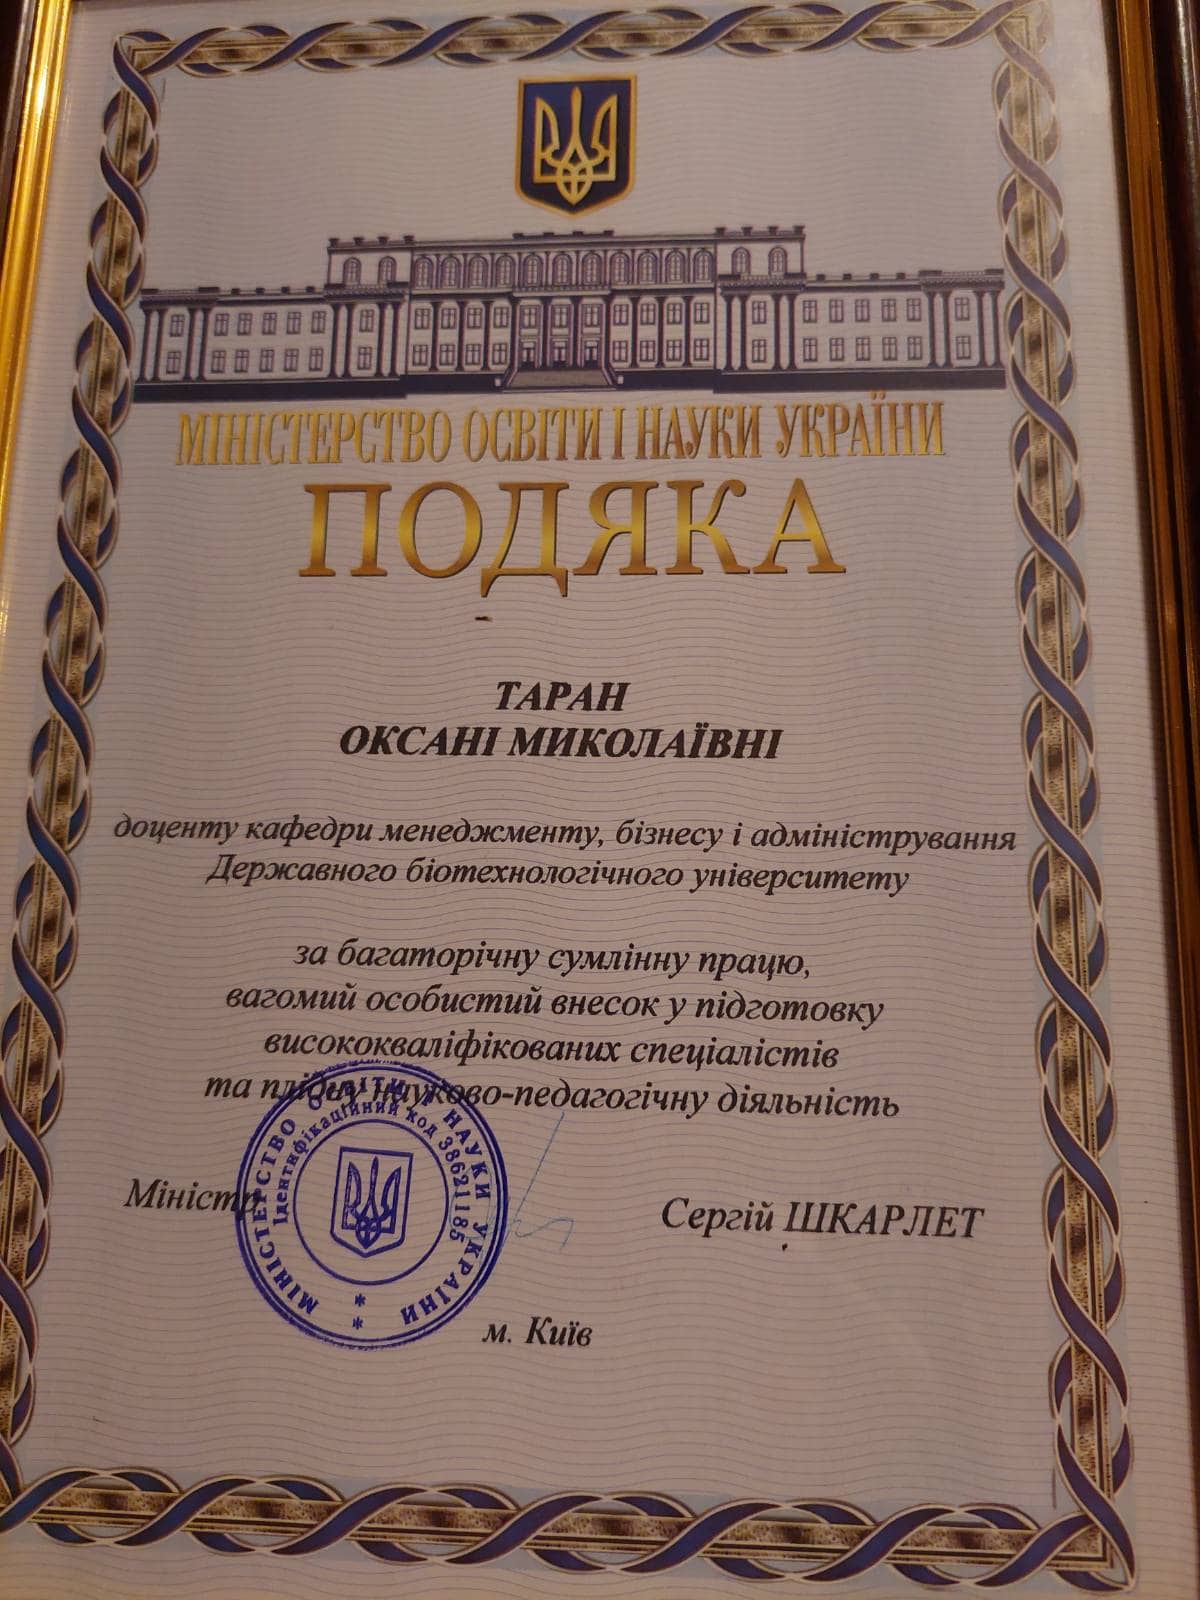 МІНІСТЕРСТВО ОСВІТИ І НАУКИ УКРАЇНИ
ПОДЯКА
ТАРАН
ОКСАНІ МИКОЛАЇВНІ
доценту кафедри менеджменту, бізнесу і адміністрування
Державного біотехнологічного університету
за багаторічну сумлінну працю,
вагомий особистий внесок у підготовку
висококваліфікованих спеціалістів
та плідну науково-педагогічну діяльність
Міністр
Сергій ШКАРЛЕТ
МІНІСТЕРСТВО ОСВІТИ І НАУКИ УКРАЇНИ
Ідентифікаційний код 38621185
* *
м. Київ